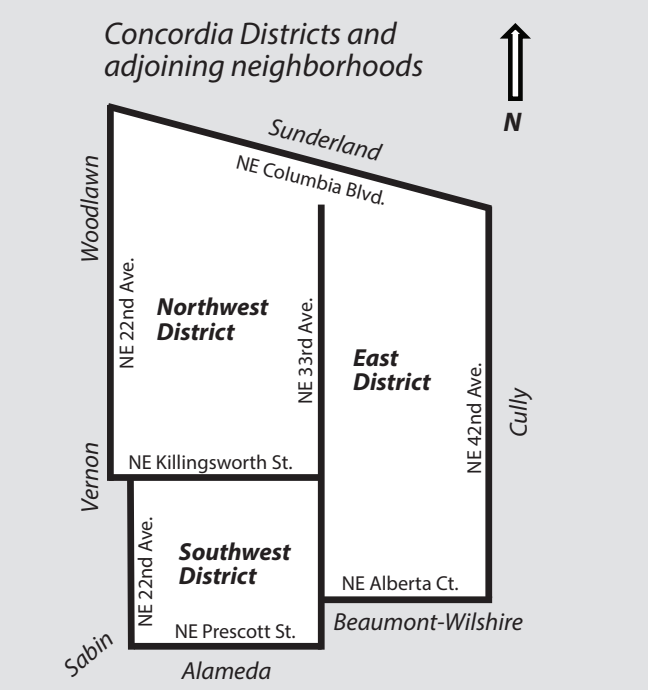 Concordia Districts and
adjoining neighborhoods
N
Sunderland
NE Columbia Blvd.
Woodlawn
NE 22nd Ave.
Northwest
District
NE 33rd Ave.
East
District
NE 42nd Ave.
Cully
Vernon
NE Killingsworth St.
NE 22nd Ave.
Southwest
District
NE Alberta Ct.
NE Prescott St.
Beaumont-Wilshire
Sabin
Alameda